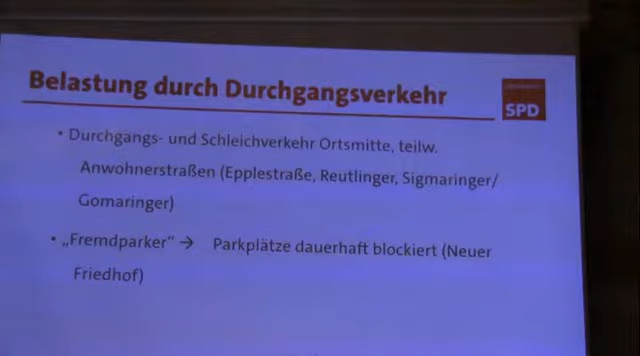 Belastung durch Durchgangsverkehr
SPD
• Durchgangs- und Schleichverkehr Ortsmitte, teilw.
Anwohnerstraßen (Epplestraße, Reutlinger, Sigmaringer/
Gomaringer)
• „Fremdparker“ → Parkplätze dauerhaft blockiert (Neuer
Friedhof)